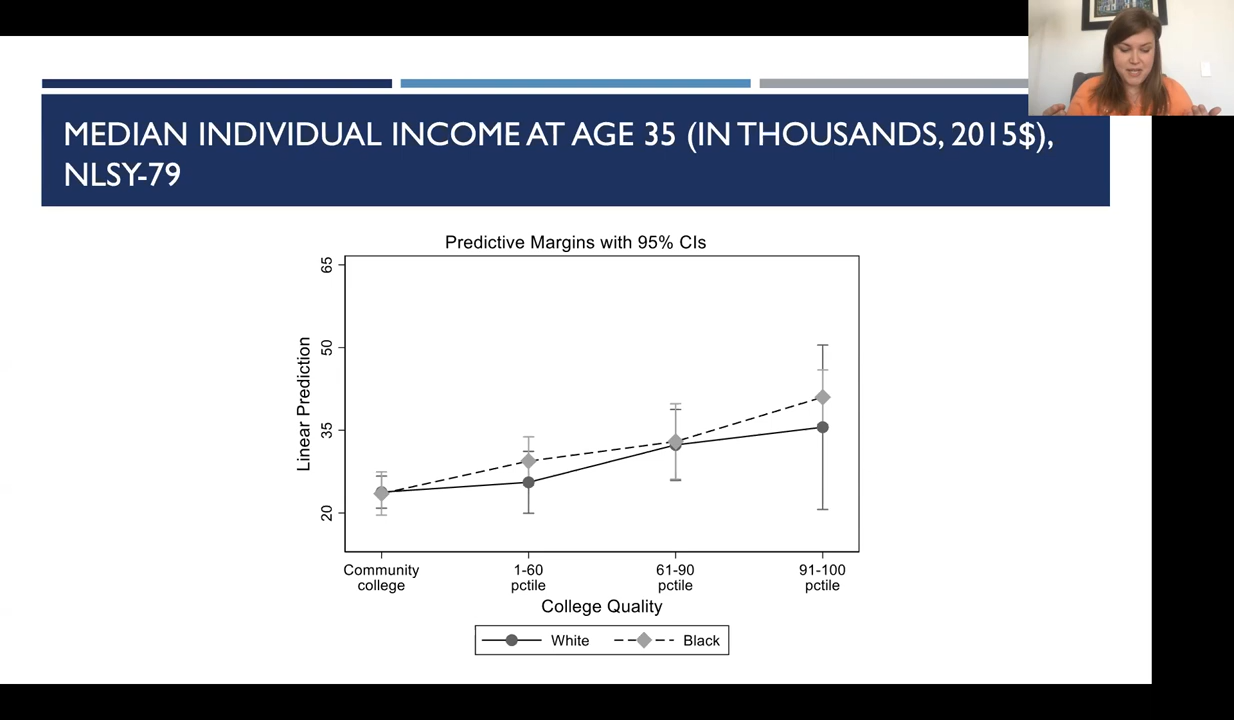 MEDIAN INDIVIDUAL INCOME AT AGE 35 (IN THOUSANDS, 2015$),
NLSY-79
Predictive Margins with 95% CIs
Linear Prediction
65
50
35
20
Community college
1-60 pctile
61-90 pctile
91-100 pctile
College Quality
White
Black